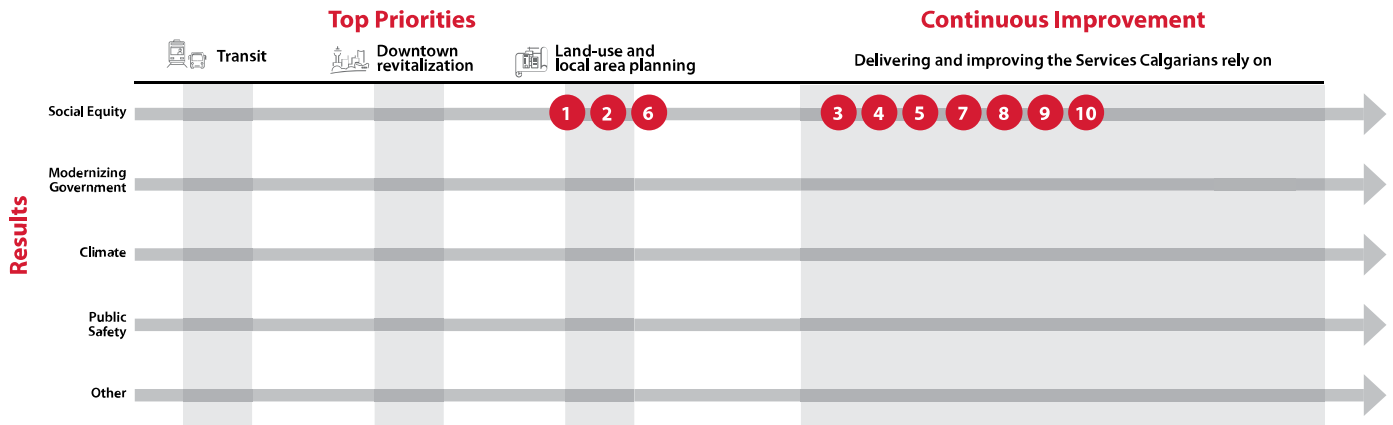 Top Priorities
Continuous Improvement
Transit
Downtown
revitalization
Land-use and
local area planning
Delivering and improving the Services Calgarians rely on
Results
Social Equity
1 2 6 3 4 5 7 8 9 10
Modernizing
Government
Climate
Public
Safety
Other